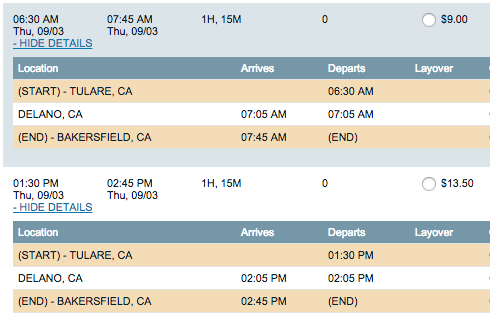 06:30 AM 07:45 AM 1H, 15M 0 $9.00
Thu, 09/03 Thu, 09/03
- HIDE DETAILS
Location Arrives Departs Layover
(START) - TULARE, CA 06:30 AM
DELANO, CA 07:05 AM 07:05 AM
(END) - BAKERSFIELD, CA 07:45 AM (END)
01:30 PM 02:45 PM 1H, 15M 0 $13.50
Thu, 09/03 Thu, 09/03
- HIDE DETAILS
Location Arrives Departs Layover
(START) - TULARE, CA 01:30 PM
DELANO, CA 02:05 PM 02:05 PM
(END) - BAKERSFIELD, CA 02:45 PM (END)